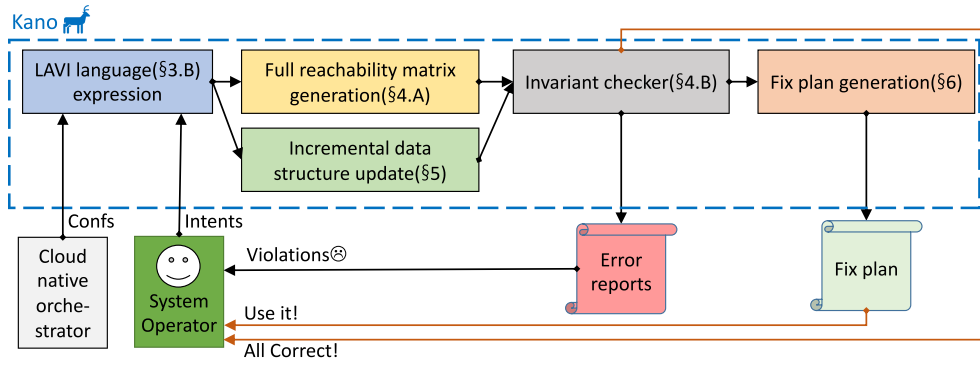 Kano
LAVI language(§3.B)
expression
Full reachability matrix
generation(§4.A)
Invariant checker(§4.B)
Fix plan generation(§6)
Incremental data
structure update(§5)
Confs
Intents
Cloud
native
orche-
strator
System
Operator
Violations☹
Error
reports
Fix plan
Use it!
All Correct!